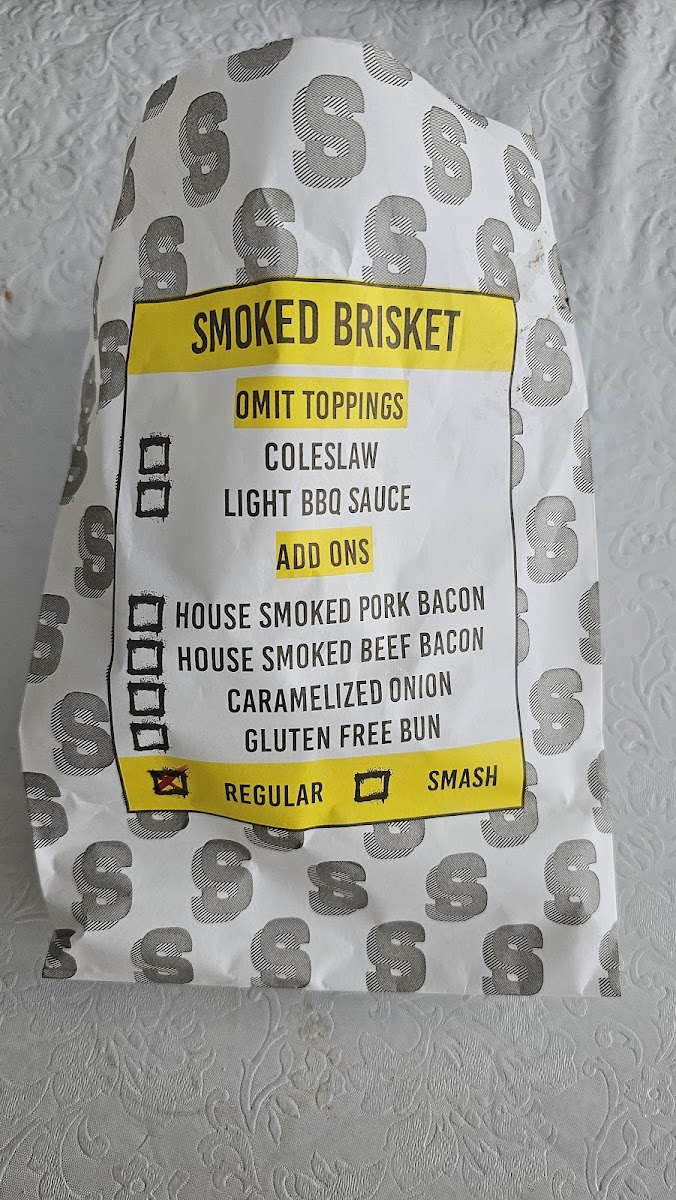 SMOKED BRISKET
OMIT TOPPINGS
COLESLAW
LIGHT BBQ SAUCE
ADD ONS
HOUSE SMOKED PORK BACON
HOUSE SMOKED BEEF BACON
CARAMELIZED ONION
GLUTEN FREE BUN
REGULAR SMASH